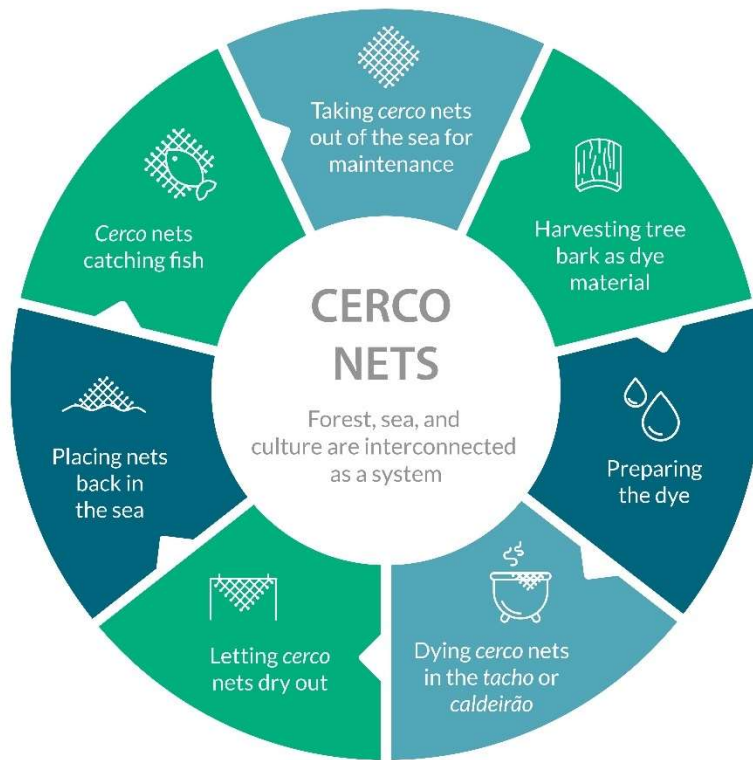 Taking cerco nets
out of the sea for
maintenance
Harvesting tree
bark as dye
material
Preparing
the dye
Dying cerco nets
in the tacho or
caldeirão
Letting cerco
nets dry out
Placing nets
back in
the sea
Cerco nets
catching fish
CERCO
NETS
Forest, sea, and
culture are interconnected
as a system